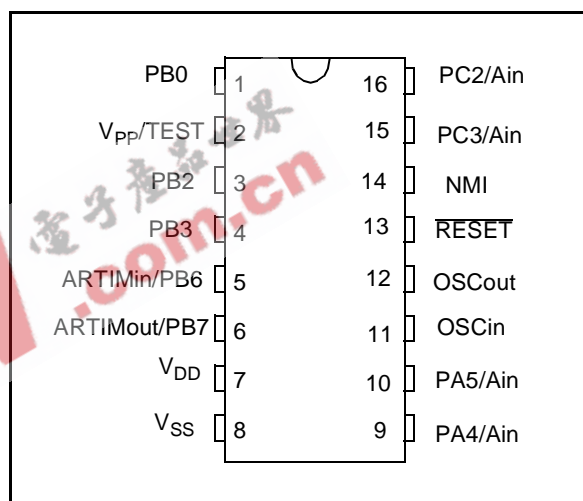 PB0 1 16 PC2/Ain
VPP/TEST 2 15 PC3/Ain
PB2 3 14 NMI
PB3 4 13 RESET
ARTIMin/PB6 5 12 OSCout
ARTIMout/PB7 6 11 OSCin
VDD 7 10 PA5/Ain
VSS 8 9 PA4/Ain
電子產品世界
.com.cn